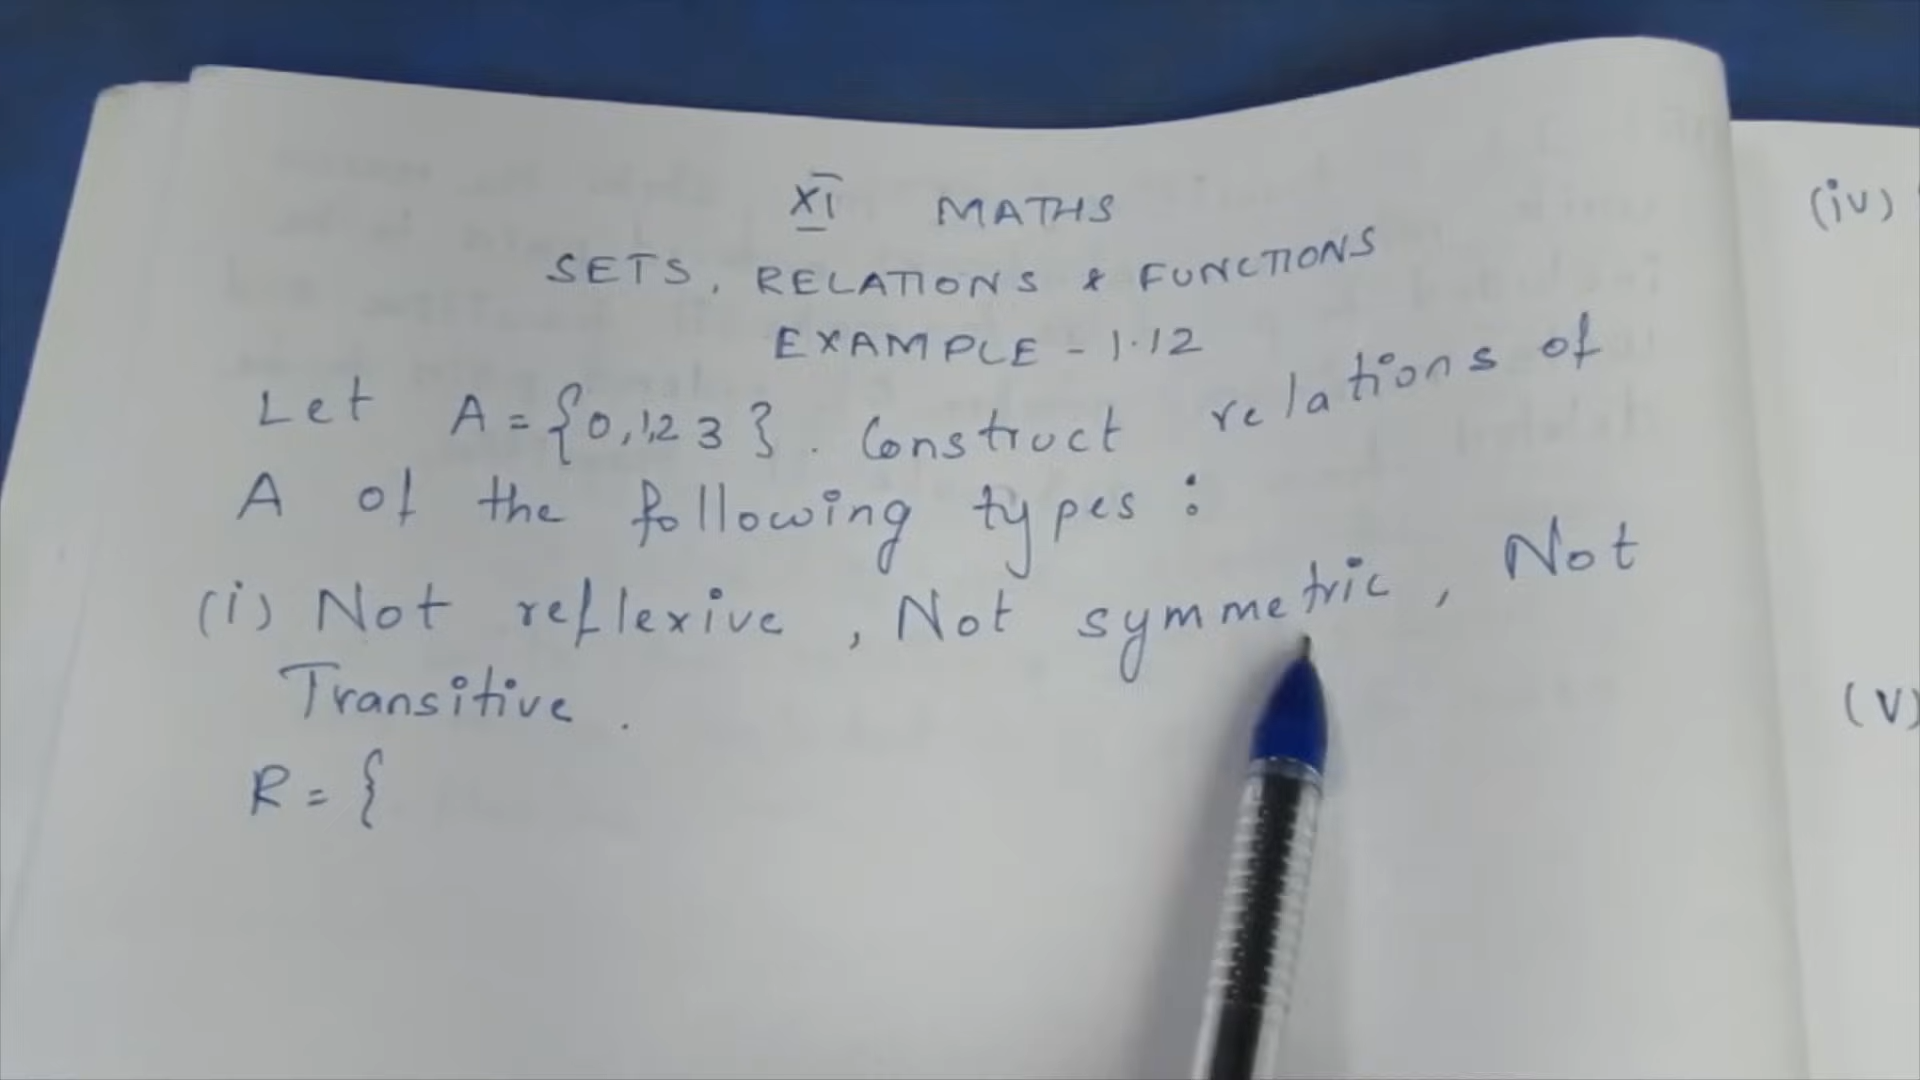 XI MATHS
SETS, RELATIONS & FUNCTIONS
EXAMPLE - 1.12
Let A = {0,1,2 3}. Construct relations of
A of the following types :
(i) Not reflexive, Not symmetric, Not
Transitive.
R = {
(iv)
(v)